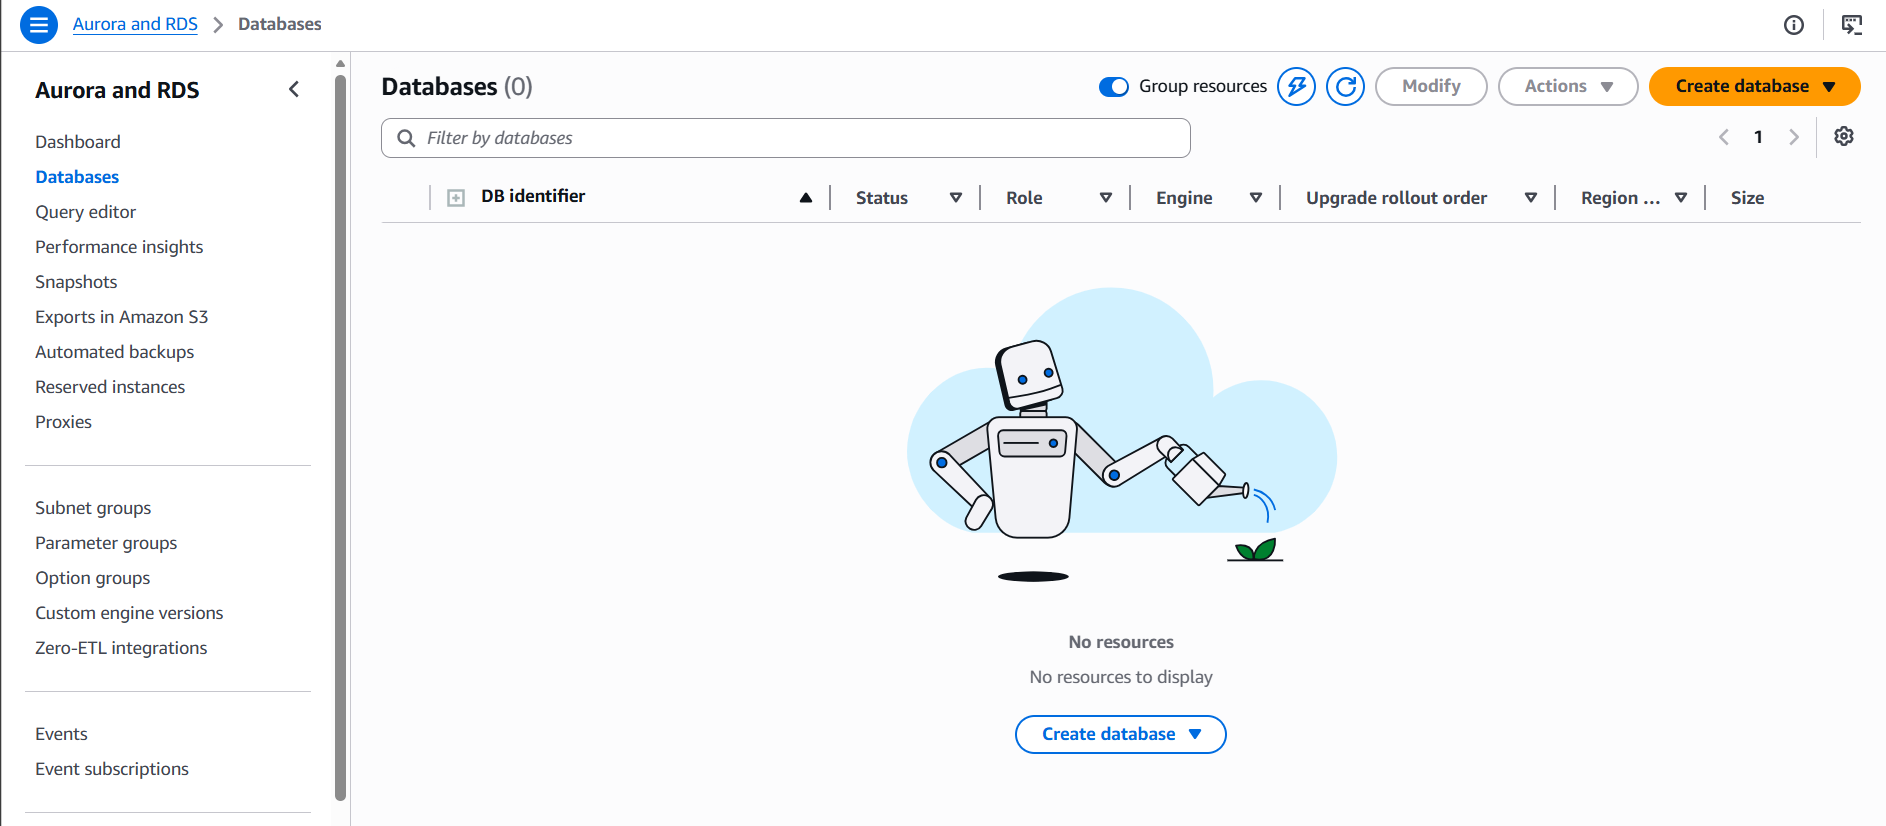 Aurora and RDS > Databases
Aurora and RDS
Dashboard
Databases
Query editor
Performance insights
Snapshots
Exports in Amazon S3
Automated backups
Reserved instances
Proxies
Subnet groups
Parameter groups
Option groups
Custom engine versions
Zero-ETL integrations
Events
Event subscriptions
Databases (0)
Group resources
Modify
Actions
Create database
Filter by databases
1
DB identifier
Status
Role
Engine
Upgrade rollout order
Region ...
Size
No resources
No resources to display
Create database